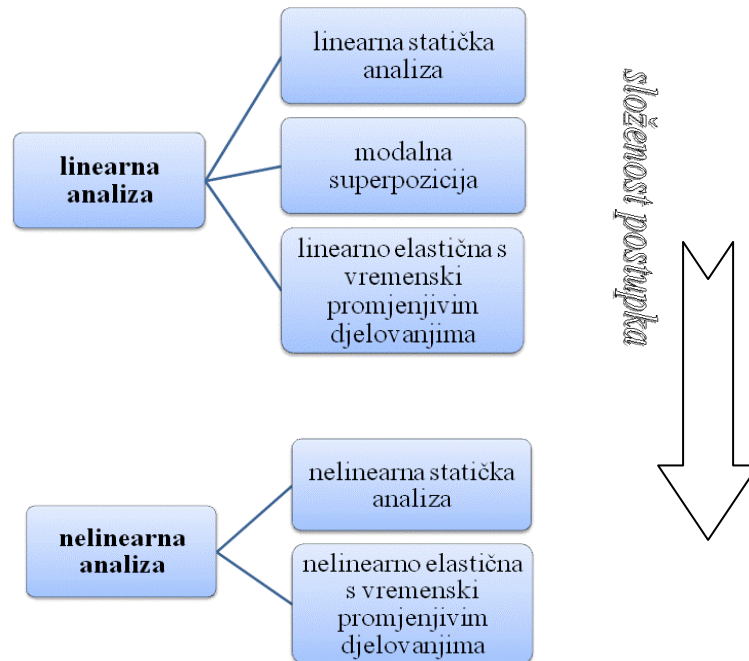 linearna statička
analiza
linearna
analiza
modalna
superpozicija
linearno elastična s
vremenski
promjenjivim
djelovanjima
složenost postupka
nelinearna statička
analiza
nelinearna
analiza
nelinearno elastična
s vremenski
promjenjivim
djelovanjima